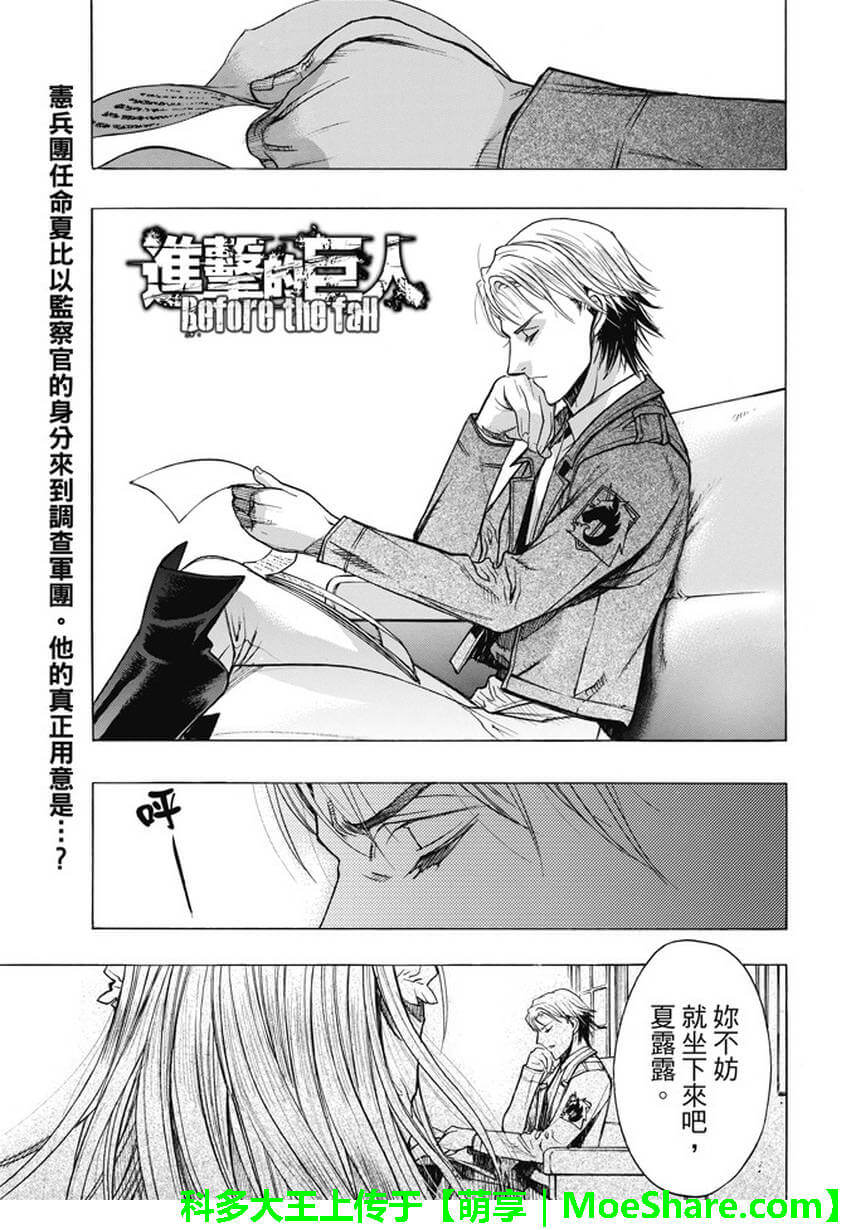 憲兵團任命夏比以監察官的身分來到調查軍團。他的真正用意是…？
進擊的巨人
Before the fall
呼
妳不妨
就坐下來吧，
夏露露。
科多大王上传于【萌享】MoeShare.com】